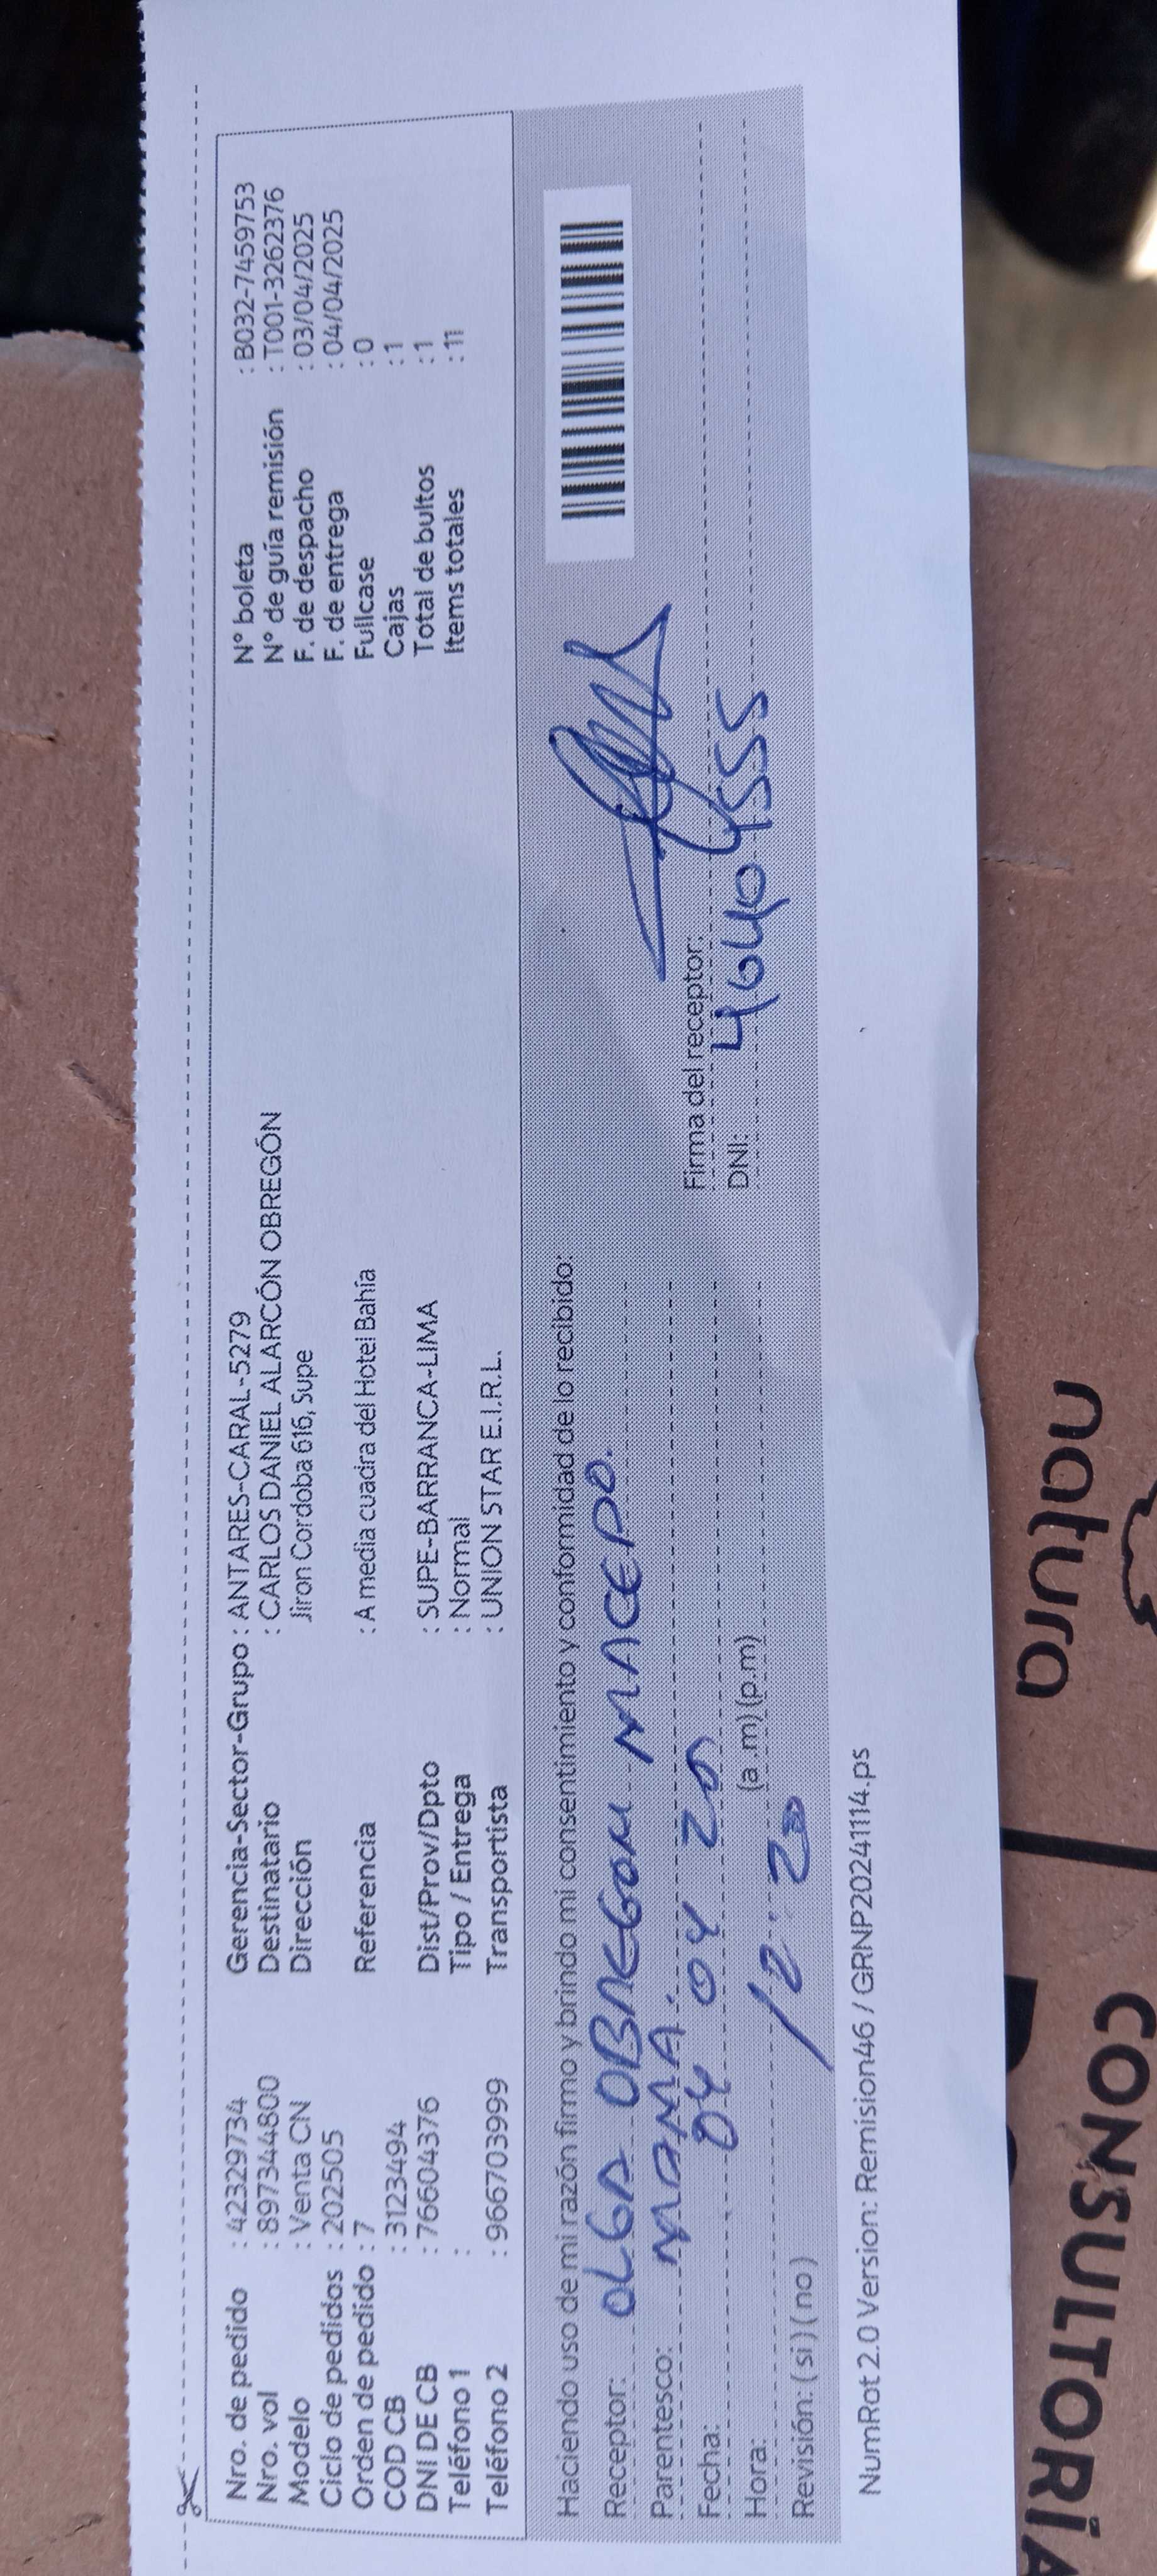 Nro. de pedido : 42329734 Gerencia-Sector-Grupo : ANTARES-CARAL-5279 N° boleta : B032-7459753
Nro. vol : 897344800 Destinatario : CARLOS DANIEL ALARCÓN OBREGÓN N° de guía remisión : T001-3262376
Modelo : Venta CN Dirección Jiron Cordoba 616, Supe F. de despacho : 03/04/2025
Ciclo de pedidos : 202505 F. de entrega : 04/04/2025
Orden de pedido : 7 Referencia : A media cuadra del Hotel Bahía Fullcase : 0
COD CB : 3123494 Cajas : 1
DNI DE CB : 76604376 Dist/Prov/Dpto : SUPE-BARRANCA-LIMA Total de bultos : 1
Teléfono 1 : Tipo / Entrega : Normal Items totales : 11
Teléfono 2 : 966703999 Transportista : UNION STAR E.I.R.L.
Haciendo uso de mi razón firmo y brindo mi consentimiento y conformidad de lo recibido:
Receptor: OLGA OBREGON MACEDO.
Parentesco: MAMA.
Fecha: 04 04 25 Firma del receptor:
Hora: 12:20 (a .m) (p.m) DNI: 46404555
Revisión: ( si ) ( no )
NumRot 2.0 Version: Remision46 / GRNP20241114.ps
natura
CONSULTORÍA